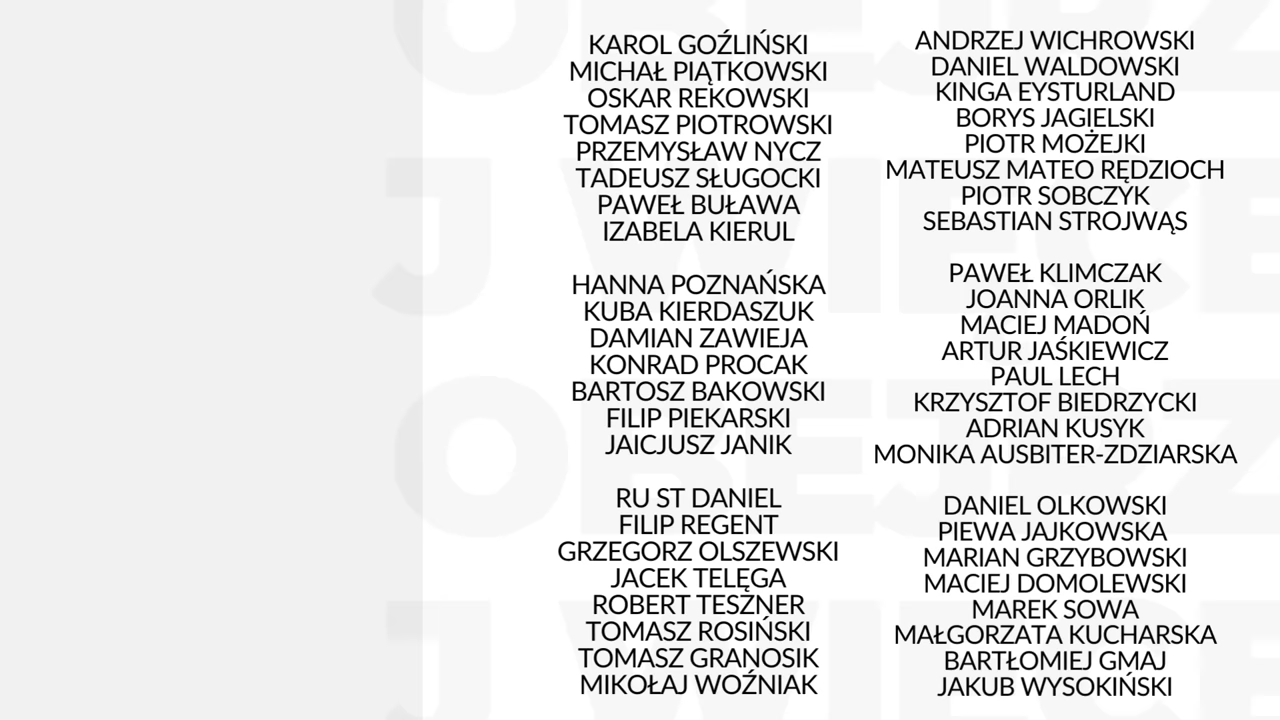 KAROL GOŹLIŃSKI
MICHAŁ PIĄTKOWSKI
OSKAR REKOWSKI
TOMASZ PIOTROWSKI
PRZEMYSŁAW NYCZ
TADEUSZ SŁUGOCKI
PAWEŁ BUŁAWA
IZABELA KIERUL
HANNA POZNAŃSKA
KUBA KIERDASZUK
DAMIAN ZAWIEJA
KONRAD PROCAK
BARTOSZ BAKOWSKI
FILIP PIEKARSKI
JAICJUSZ JANIK
RU ST DANIEL
FILIP REGENT
GRZEGORZ OLSZEWSKI
JACEK TELĘGA
ROBERT TESZNER
TOMASZ ROSIŃSKI
TOMASZ GRANOSIK
MIKOŁAJ WOŹNIAK
ANDRZEJ WICHROWSKI
DANIEL WALDOWSKI
KINGA EYSTURLAND
BORYS JAGIELSKI
PIOTR MOŻEJKI
MATEUSZ MATEO RĘDZIOCH
PIOTR SOBCZYK
SEBASTIAN STROJWĄS
PAWEŁ KLIMCZAK
JOANNA ORLIK
MACIEJ MADOŃ
ARTUR JAŚKIEWICZ
PAUL LECH
KRZYSZTOF BIEDRZYCKI
ADRIAN KUSYK
MONIKA AUSBITER-ZDZIARSKA
DANIEL OLKOWSKI
PIEWA JAJKOWSKA
MARIAN GRZYBOWSKI
MACIEJ DOMOLEWSKI
MAREK SOWA
MAŁGORZATA KUCHARSKA
BARTŁOMIEJ GMAJ
JAKUB WYSOKIŃSKI